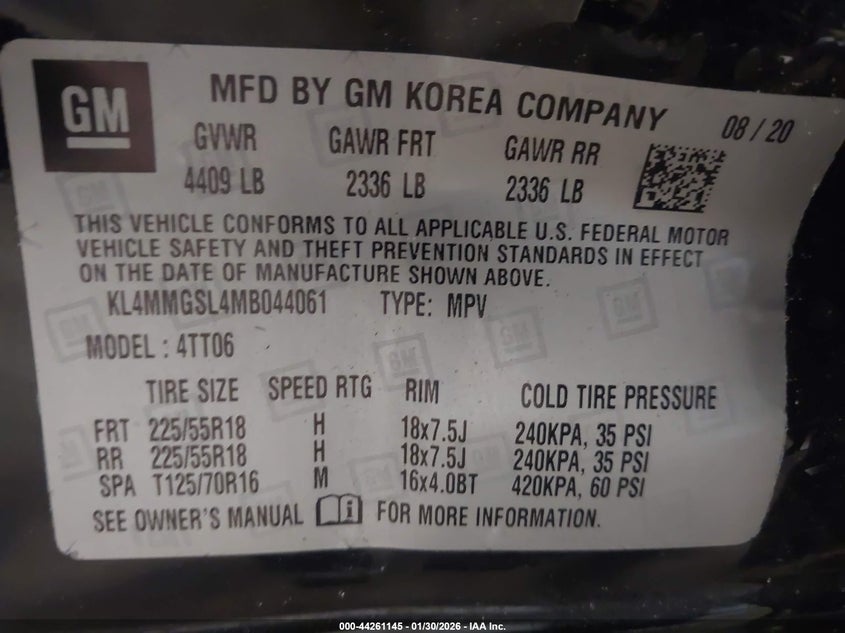 GM
MFD BY GM KOREA COMPANY 08 / 20
GVWR GAWR FRT GAWR RR
4409 LB 2336 LB 2336 LB
THIS VEHICLE CONFORMS TO ALL APPLICABLE U.S. FEDERAL MOTOR
VEHICLE SAFETY AND THEFT PREVENTION STANDARDS IN EFFECT
ON THE DATE OF MANUFACTURE SHOWN ABOVE.
KL4MMGSL4MB044061 TYPE: MPV
MODEL : 4TT06
TIRE SIZE SPEED RTG RIM COLD TIRE PRESSURE
FRT 225/55R18 H 18x7.5J 240KPA, 35 PSI
RR 225/55R18 H 18x7.5J 240KPA, 35 PSI
SPA T125/70R16 M 16x4.0BT 420KPA, 60 PSI
SEE OWNER'S MANUAL i FOR MORE INFORMATION.
000-44261145 - 01/30/2026 - IAA Inc.